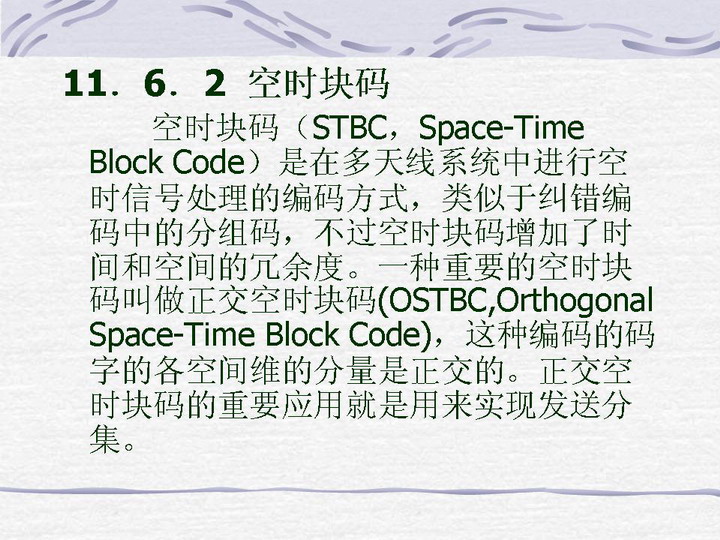 11．6．2 空时块码
空时块码（STBC，Space-Time
Block Code）是在多天线系统中进行空
时信号处理的编码方式，类似于纠错编
码中的分组码，不过空时块码增加了时
间和空间的冗余度。一种重要的空时块
码叫做正交空时块码(OSTBC,Orthogonal
Space-Time Block Code)，这种编码的码
字的各空间维的分量是正交的。正交空
时块码的重要应用就是用来实现发送分
集。